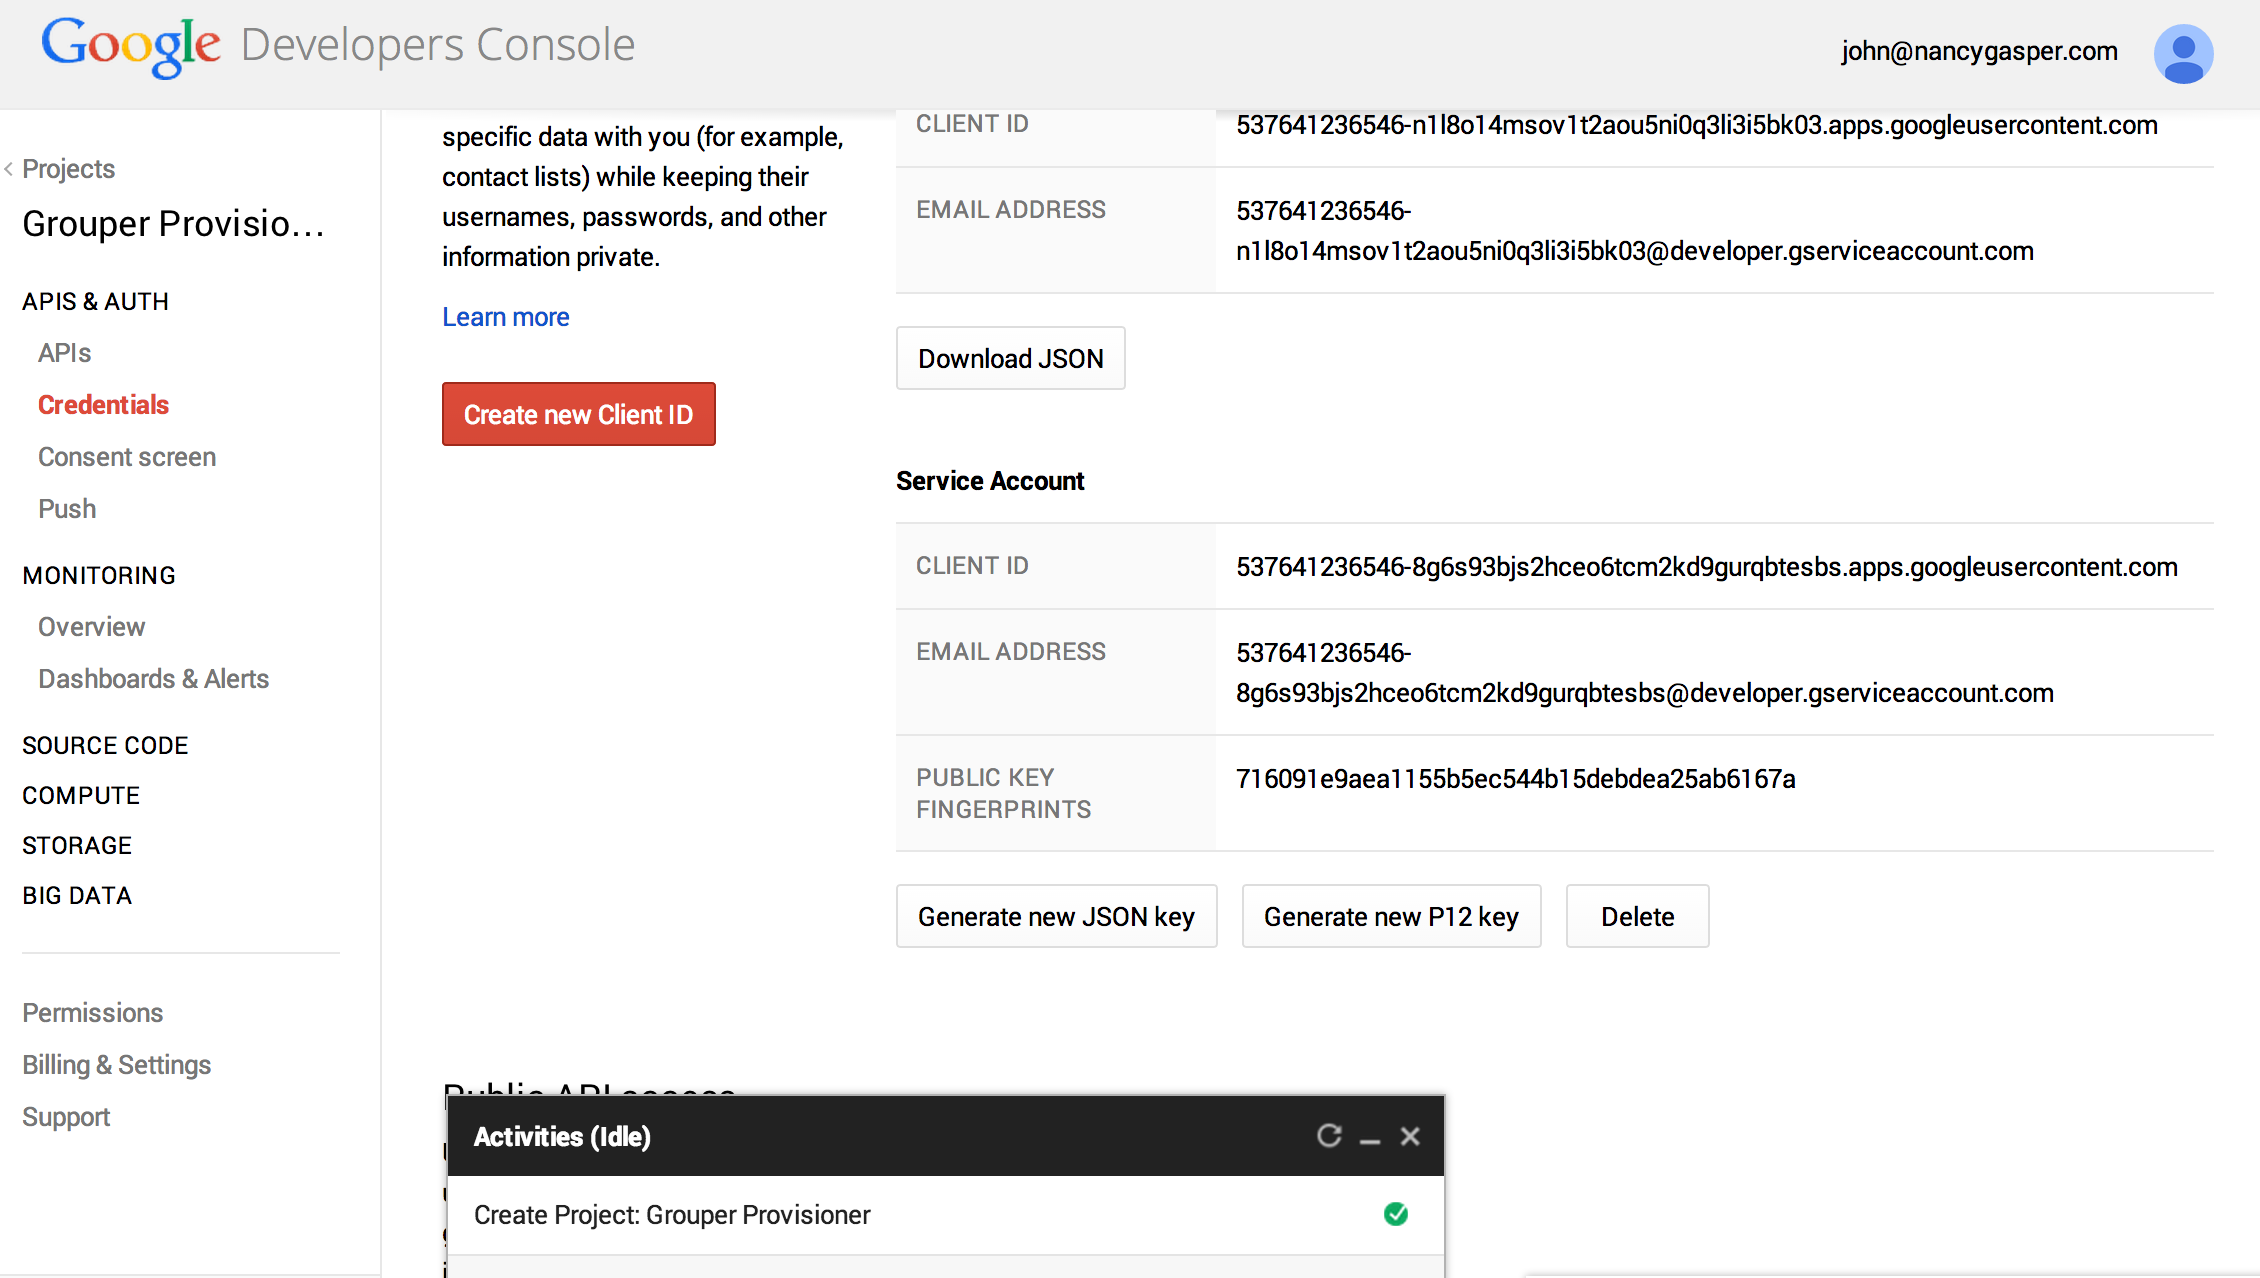 Google Developers Console
john@nancygasper.com
Projects
Grouper Provisio...
APIS & AUTH
APIs
Credentials
Consent screen
Push
MONITORING
Overview
Dashboards & Alerts
SOURCE CODE
COMPUTE
STORAGE
BIG DATA
Permissions
Billing & Settings
Support
specific data with you (for example,
contact lists) while keeping their
usernames, passwords, and other
information private.
Learn more
Create new Client ID
CLIENT ID
537641236546-n1l8o14msov1t2aou5ni0q3li3i5bk03.apps.googleusercontent.com
EMAIL ADDRESS
537641236546-
n1l8o14msov1t2aou5ni0q3li3i5bk03@developer.gserviceaccount.com
Download JSON
Service Account
CLIENT ID
537641236546-8g6s93bjs2hceo6tcm2kd9gurqbtesbs.apps.googleusercontent.com
EMAIL ADDRESS
537641236546-
8g6s93bjs2hceo6tcm2kd9gurqbtesbs@developer.gserviceaccount.com
PUBLIC KEY
FINGERPRINTS
716091e9aea1155b5ec544b15debdea25ab6167a
Generate new JSON key
Generate new P12 key
Delete
Public API access
Activities (Idle)
Create Project: Grouper Provisioner